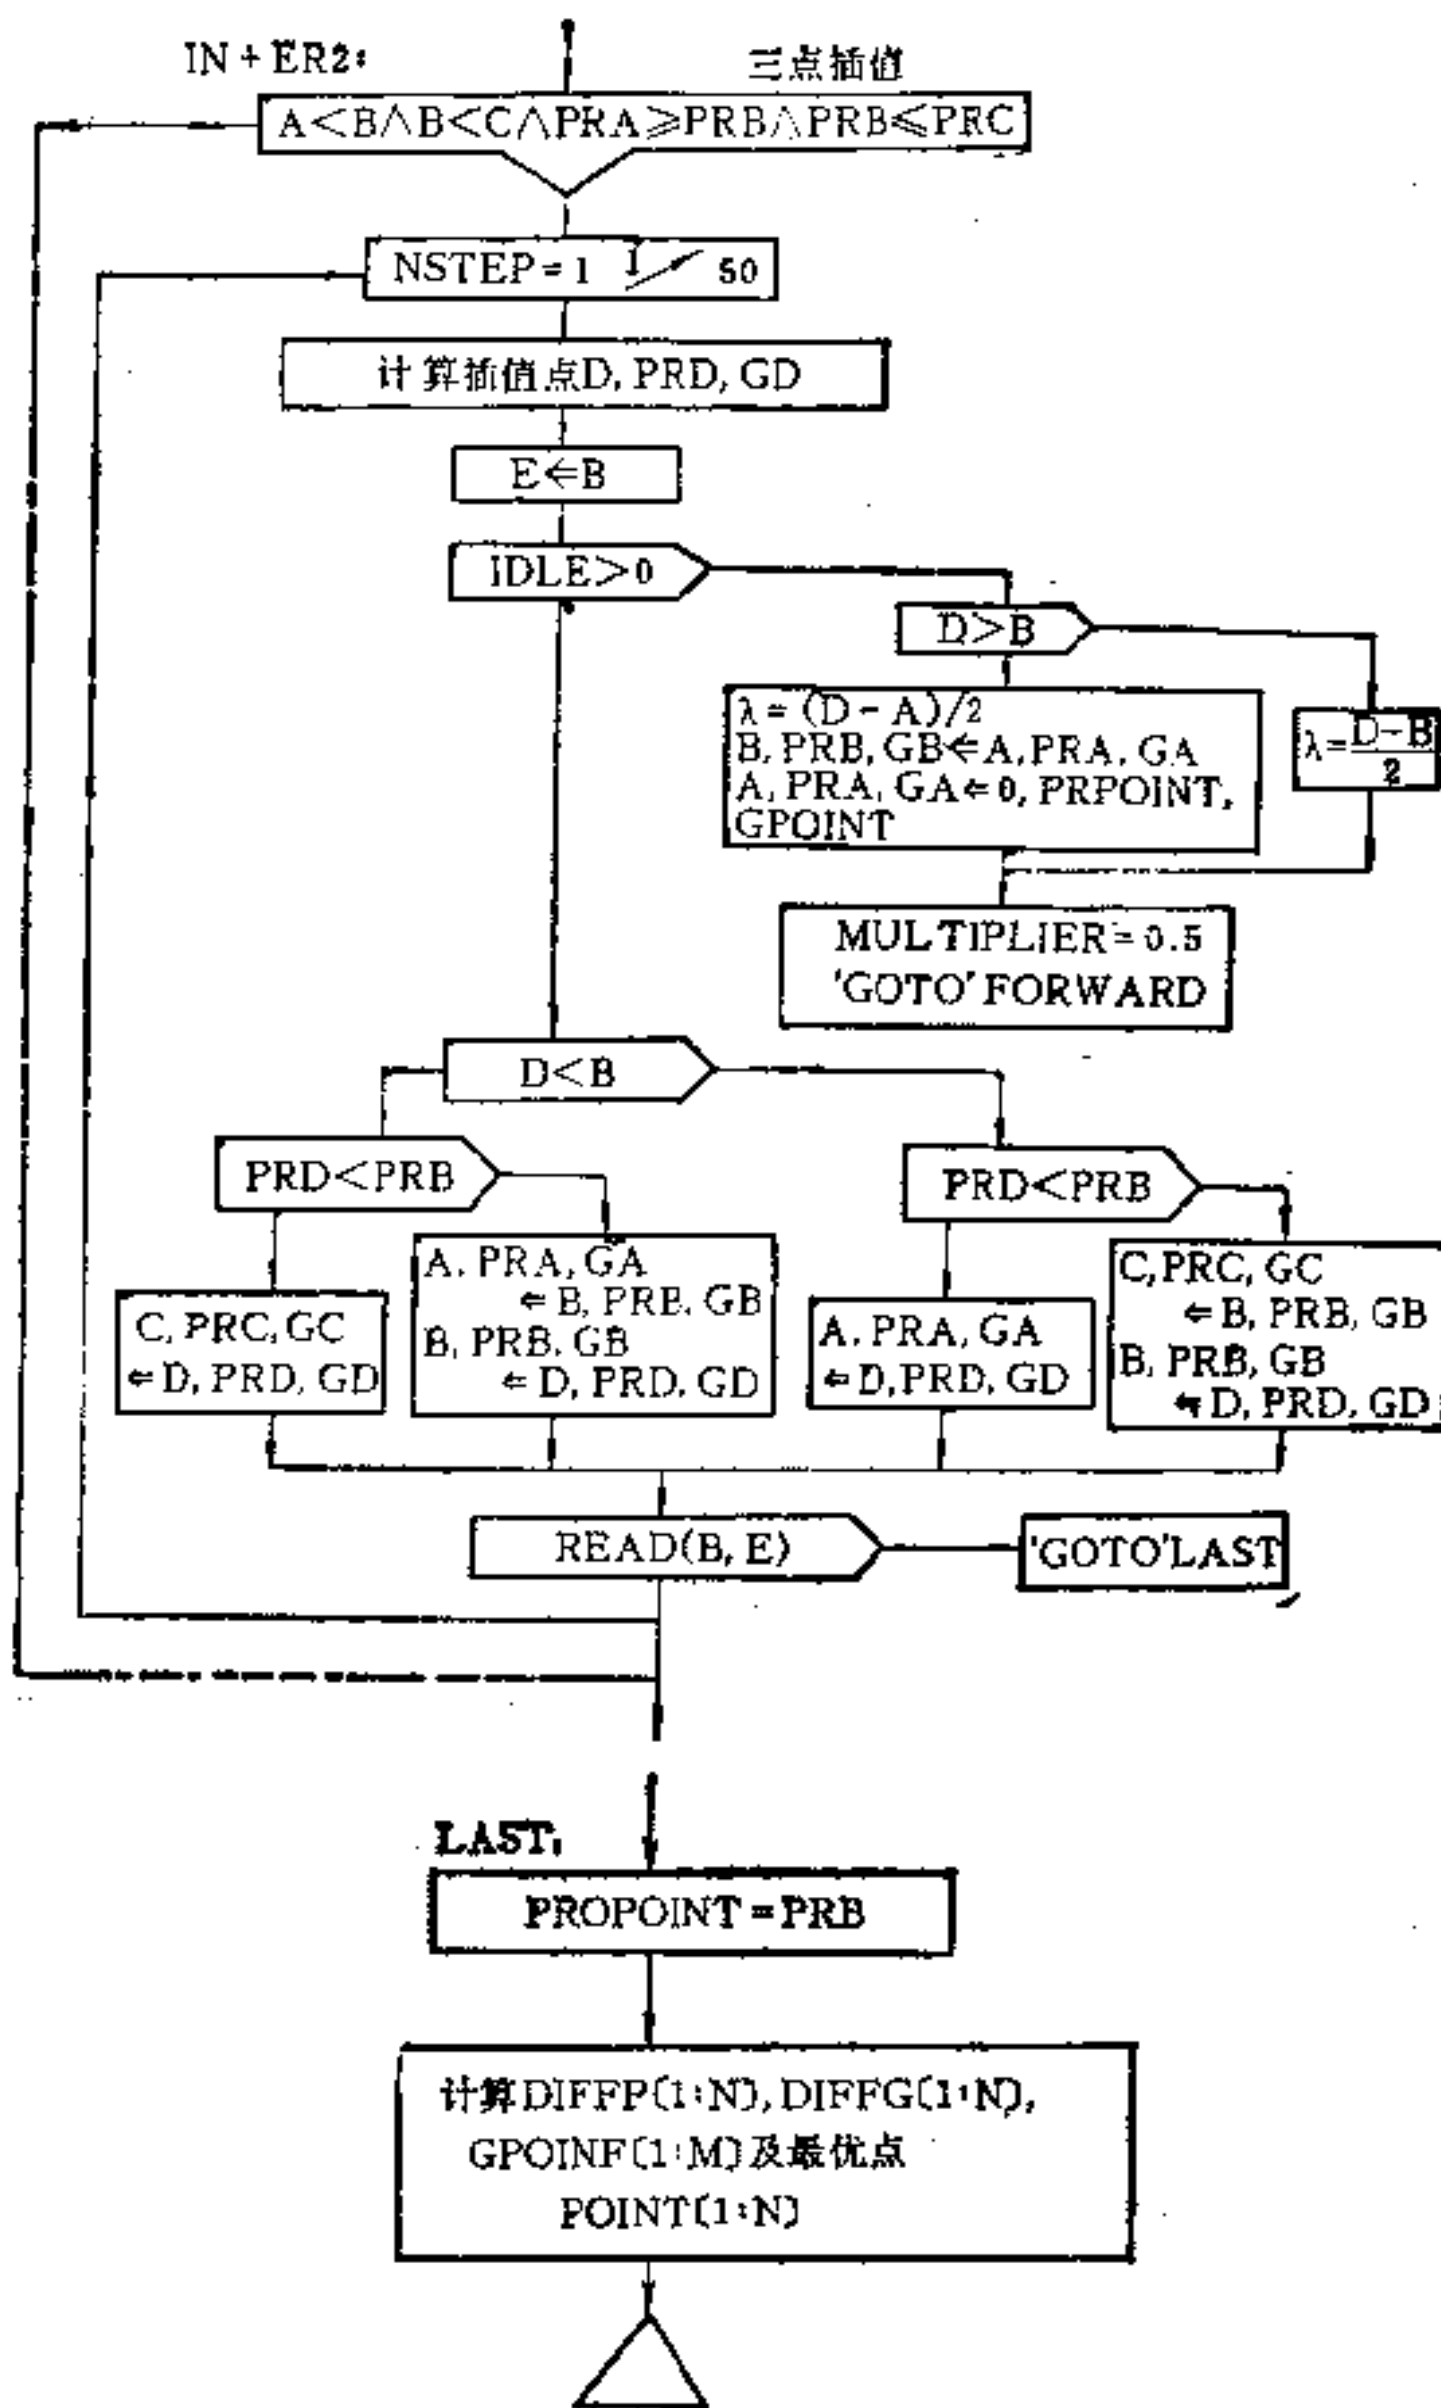 IN + ER2:
三点插值
A<B∧B<C∧PRA≥PRB∧PRB≤PRC
NSTEP=1 1 50
计算插值点D, PRD, GD
E⇐B
IDLE>0
D>B
λ=(D-A)/2
B, PRB, GB⇐A, PRA, GA
A, PRA, GA⇐0, PRPOINT,
GPOINT
λ=D-B
2
MULTIPLIER=0.5
'GOTO' FORWARD
D<B
PRD<PRB
PRD<PRB
C, PRC, GC
⇐D, PRD, GD
A, PRA, GA
⇐B, PRB, GB
B, PRB, GB
⇐D, PRD, GD
A, PRA, GA
⇐D, PRD, GD
C, PRC, GC
⇐B, PRB, GB
B, PRB, GB
⇐D, PRD, GD
READ(B, E)
'GOTO'LAST
LAST:
PROPOINT=PRB
计算DIFFP(1:N), DIFFG(1:N),
GPOINF(1:M)及最优点
POINT(1:N)